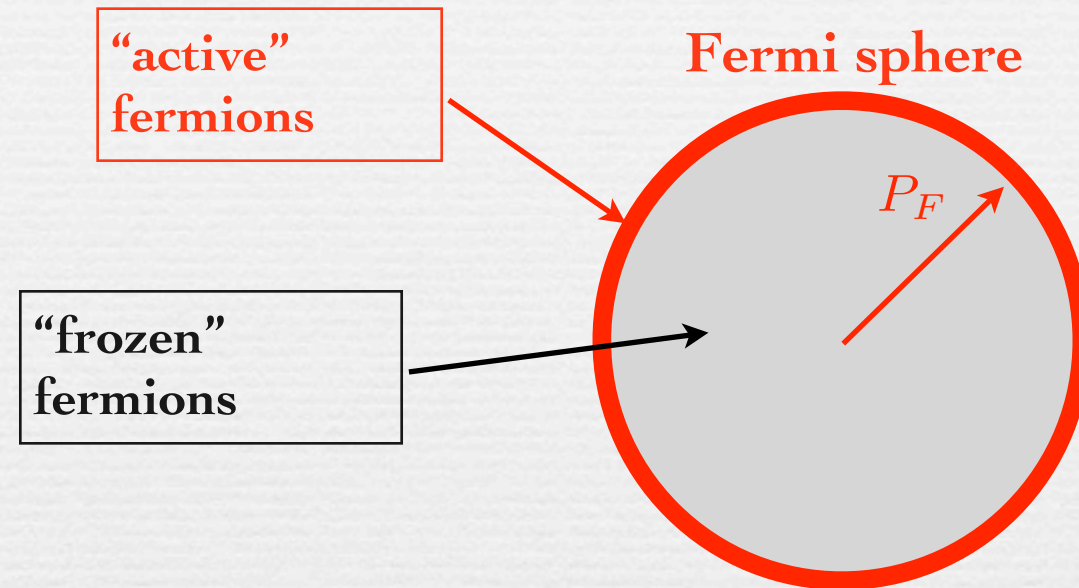 “active”
fermions
Fermi sphere
P_F
“frozen”
fermions